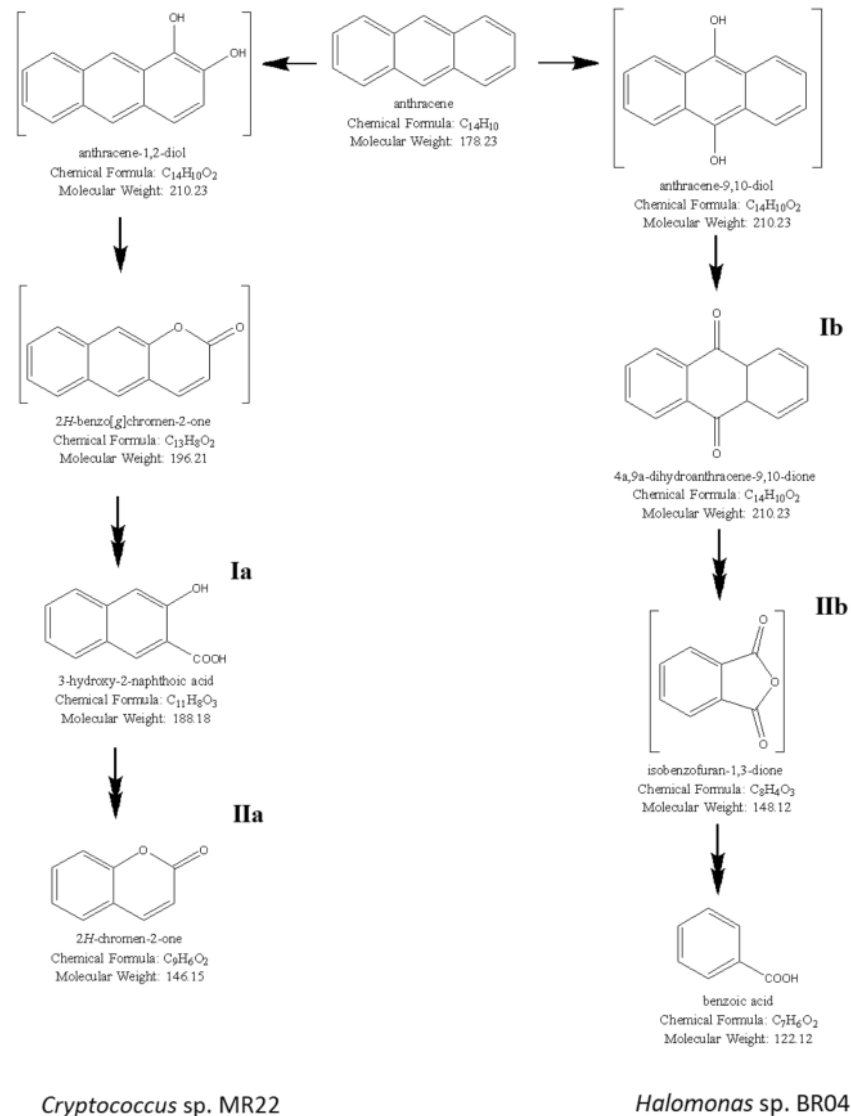 OH
OH
anthracene-1,2-diol
Chemical Formula: C₁₄H₁₀O₂
Molecular Weight: 210.23
anthracene
Chemical Formula: C₁₄H₁₀
Molecular Weight: 178.23
OH
OH
anthracene-9,10-diol
Chemical Formula: C₁₄H₁₀O₂
Molecular Weight: 210.23
O
O
2H-benzo[g]chromen-2-one
Chemical Formula: C₁₃H₈O₂
Molecular Weight: 196.21
Ib
O
O
4a,9a-dihydroanthracene-9,10-dione
Chemical Formula: C₁₄H₁₀O₂
Molecular Weight: 210.23
Ia
OH
COOH
3-hydroxy-2-naphthoic acid
Chemical Formula: C₁₁H₈O₃
Molecular Weight: 188.18
IIb
O
O
O
isobenzofuran-1,3-dione
Chemical Formula: C₈H₄O₃
Molecular Weight: 148.12
IIa
O
O
2H-chromen-2-one
Chemical Formula: C₉H₆O₂
Molecular Weight: 146.15
COOH
benzoic acid
Chemical Formula: C₇H₆O₂
Molecular Weight: 122.12
Cryptococcus sp. MR22
Halomonas sp. BR04